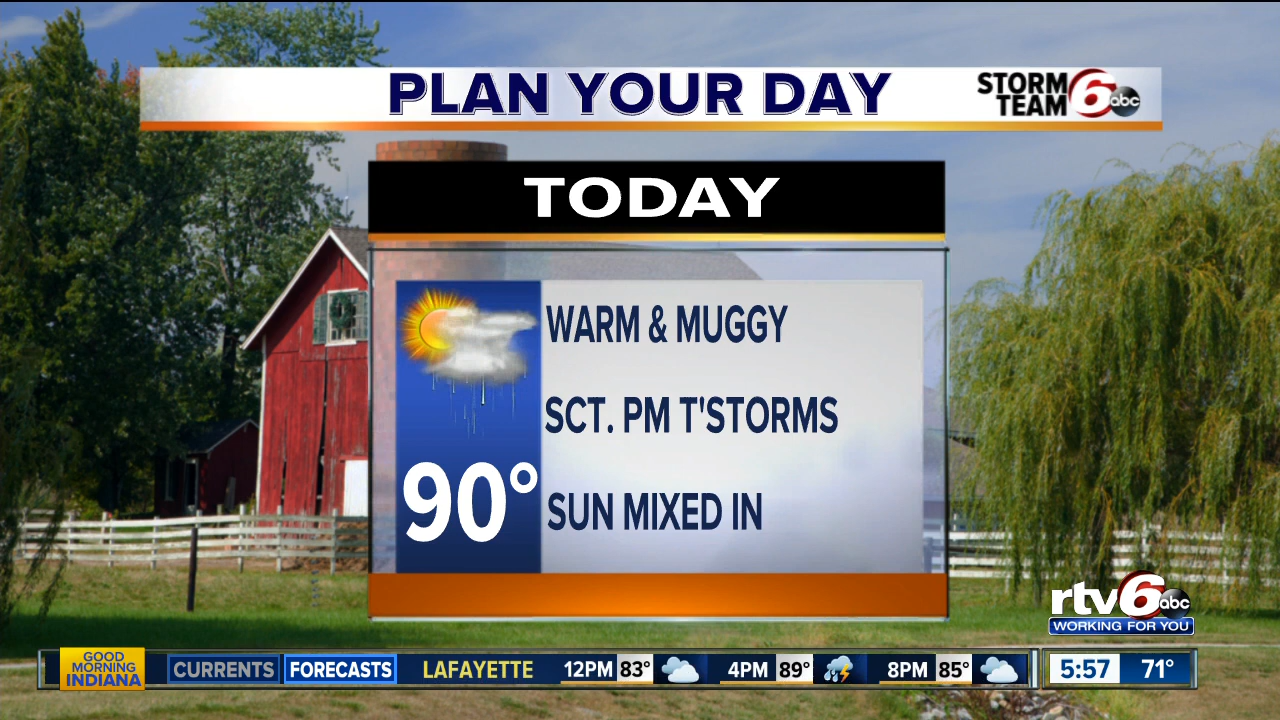 PLAN YOUR DAY
STORM
TEAM
6
abc
TODAY
WARM & MUGGY
SCT. PM T'STORMS
90°
SUN MIXED IN
rtv6
abc
WORKING FOR YOU
GOOD
MORNING
INDIANA
CURRENTS FORECASTS LAFAYETTE 12PM 83° 4PM 89° 8PM 85° 5:57 71°